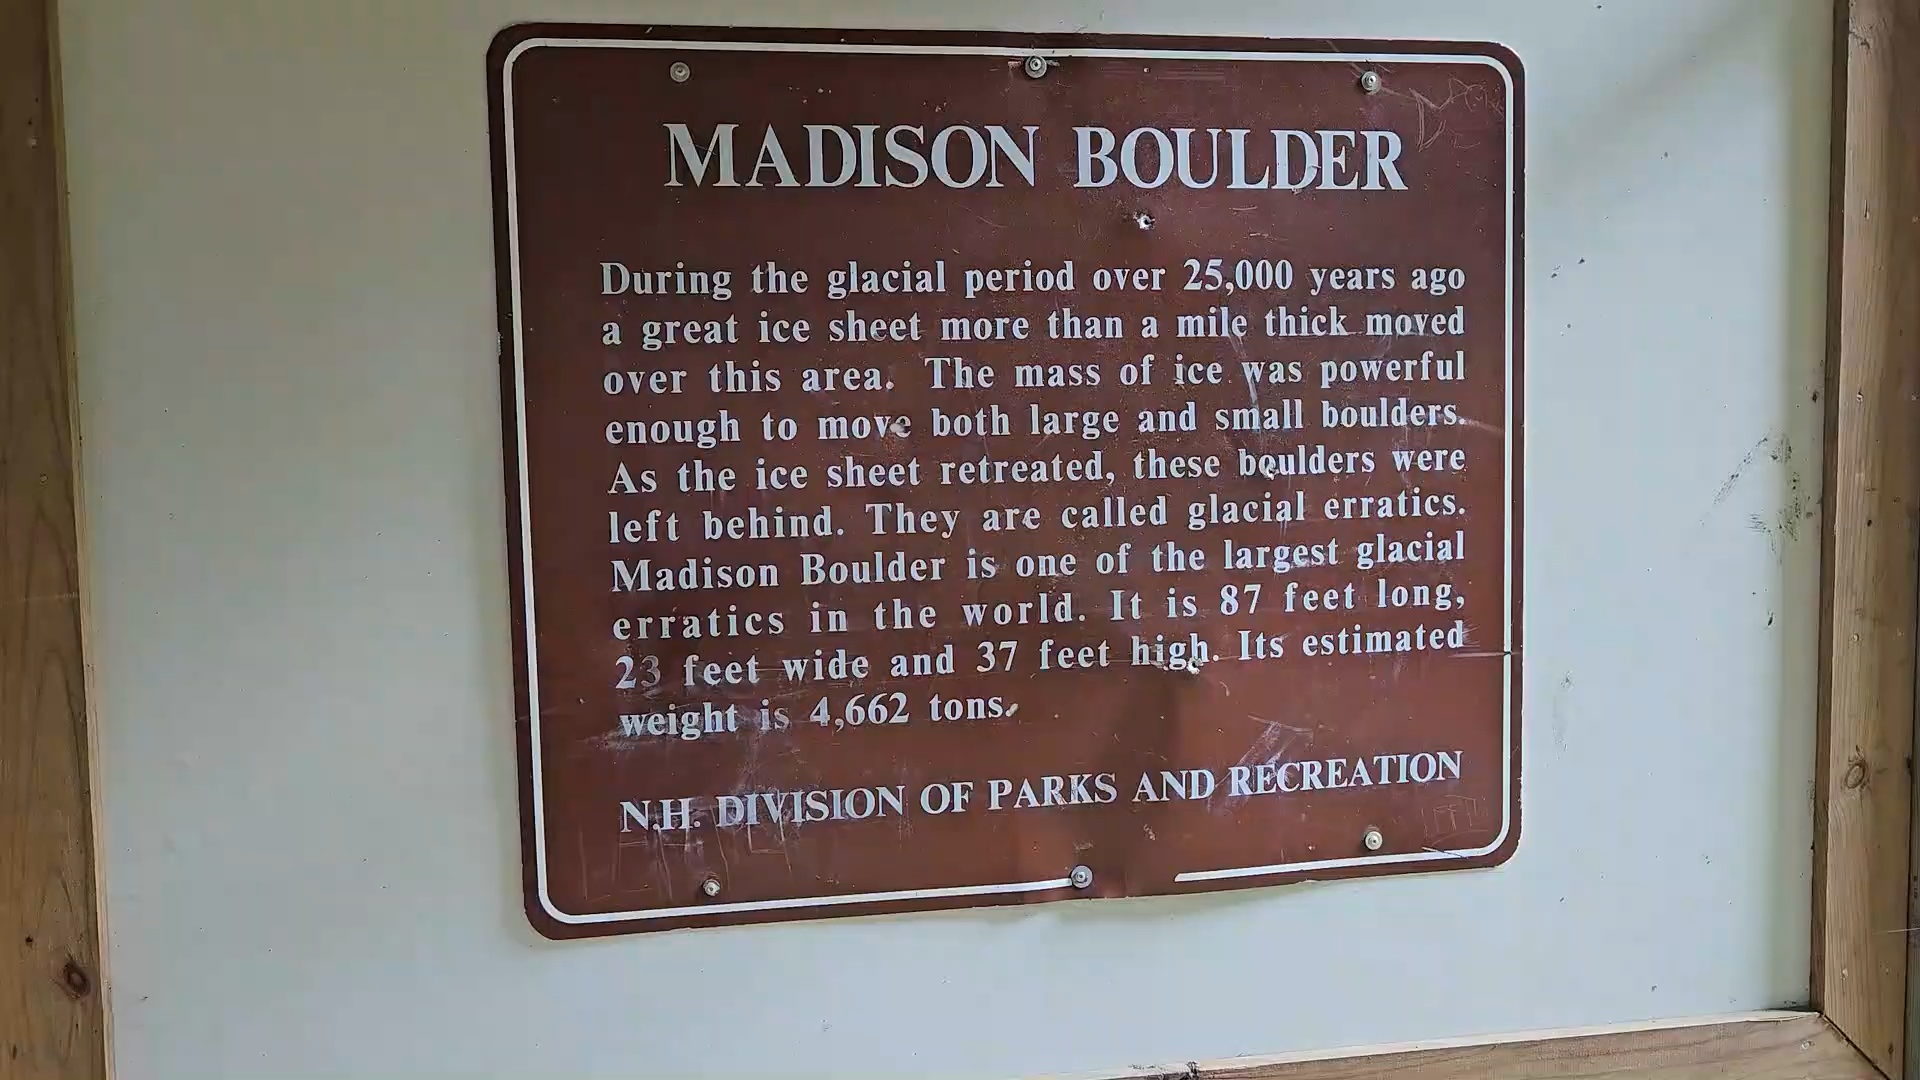 MADISON BOULDER
During the glacial period over 25,000 years ago
a great ice sheet more than a mile thick moved
over this area. The mass of ice was powerful
enough to move both large and small boulders.
As the ice sheet retreated, these boulders were
left behind. They are called glacial erratics.
Madison Boulder is one of the largest glacial
erratics in the world. It is 87 feet long,
23 feet wide and 37 feet high. Its estimated
weight is 4,662 tons.
N.H. DIVISION OF PARKS AND RECREATION